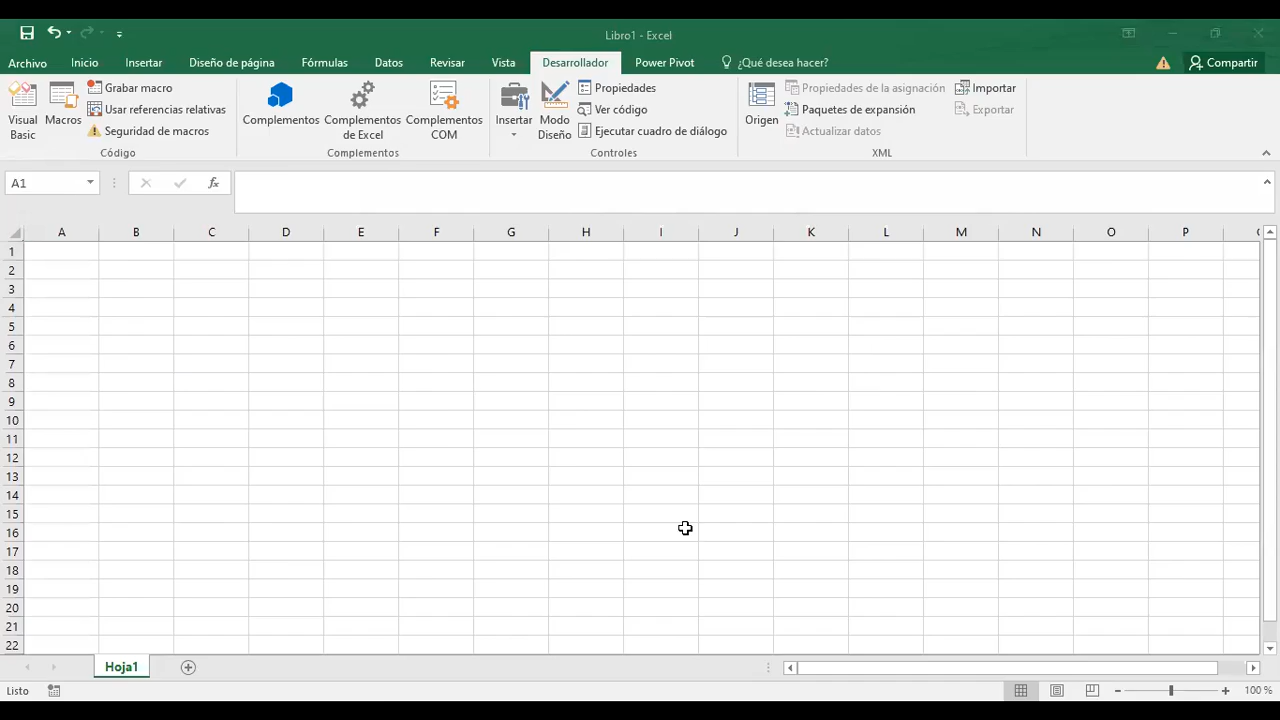 Libro1 - Excel
Archivo Inicio Insertar Diseño de página Fórmulas Datos Revisar Vista Desarrollador Power Pivot ¿Qué desea hacer? Compartir
Visual Basic
Macros
Grabar macro
Usar referencias relativas
Seguridad de macros
Código
Complementos
Complementos de Excel
Complementos COM
Complementos
Insertar
Modo Diseño
Propiedades
Ver código
Ejecutar cuadro de diálogo
Controles
Origen
Propiedades de la asignación
Paquetes de expansión
Actualizar datos
Importar
Exportar
XML
A1 fx
A B C D E F G H I J K L M N O P
1
2
3
4
5
6
7
8
9
10
11
12
13
14
15
16
17
18
19
20
21
22
Hoja1
Listo 100 %